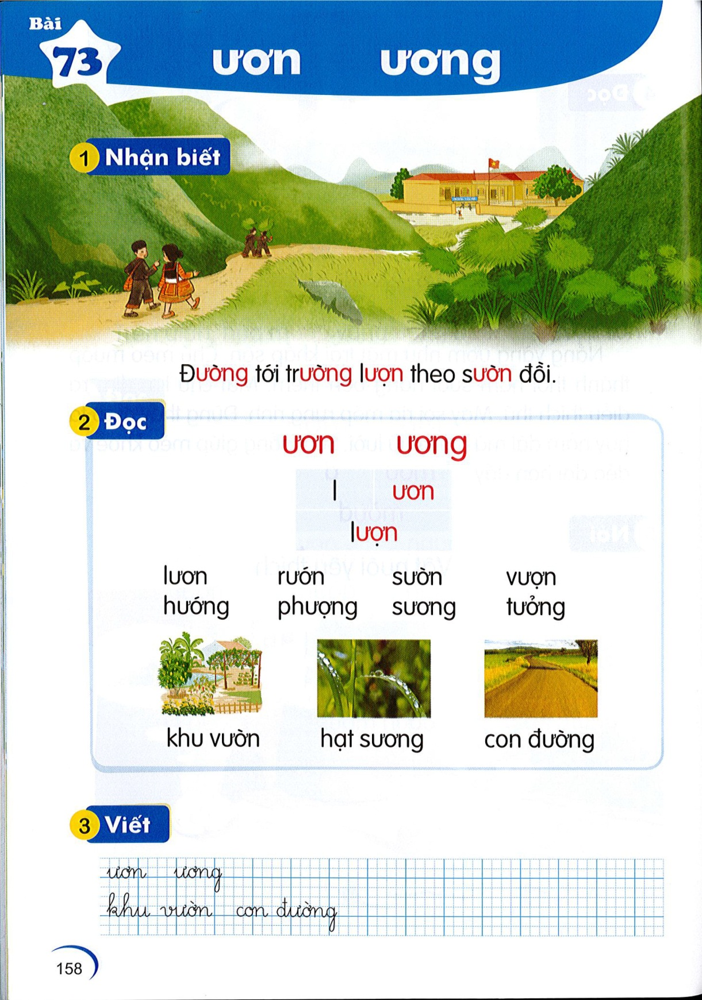 Bài
73
ươn ương
1 Nhận biết
Đường tới trường lượn theo sườn đồi.
2 Đọc
ươn ương
l ươn
lượn
lươn rướn sườn vượn
hướng phượng sương tưởng
khu vườn hạt sương con đường
3 Viết
ươn ương
khu vườn con đường
158